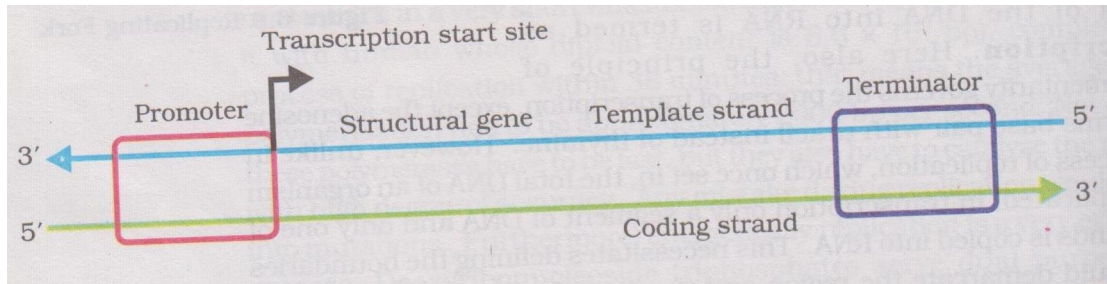 Transcription start site
Promoter
Structural gene
Template strand
Terminator
3′
5′
5′
3′
Coding strand